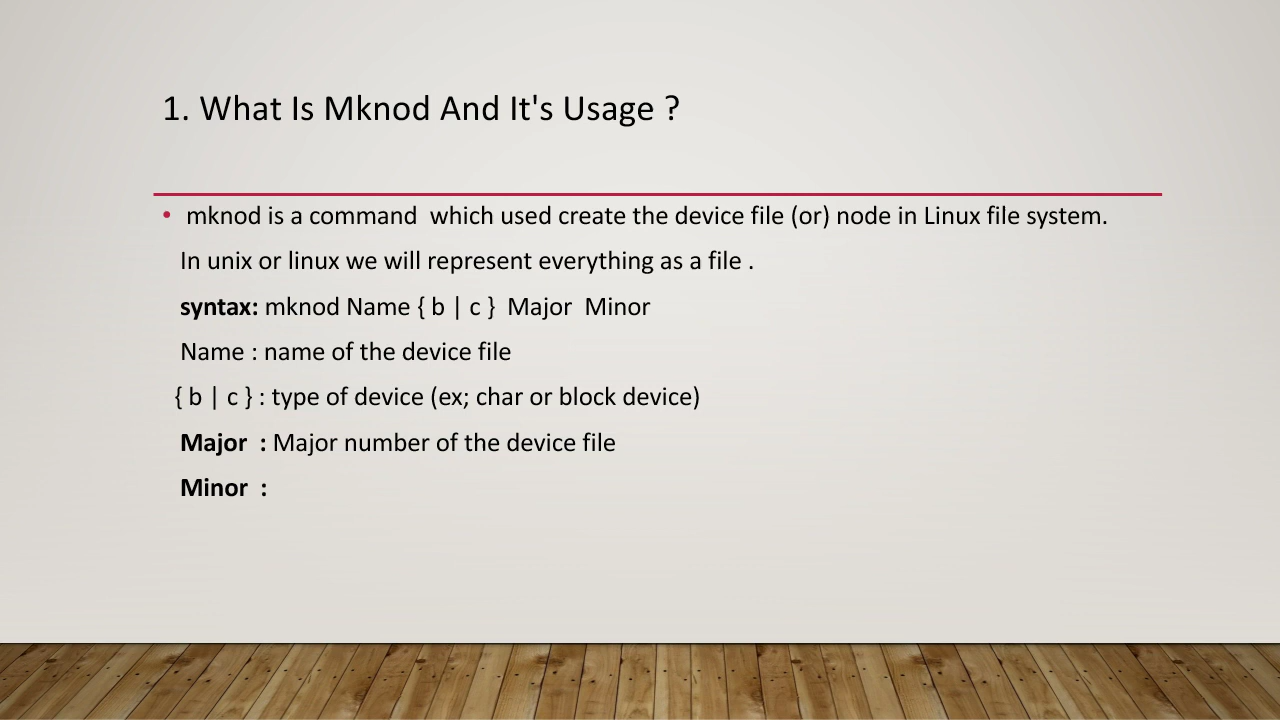 1. What Is Mknod And It's Usage ?
• mknod is a command  which used create the device file (or) node in Linux file system.
In unix or linux we will represent everything as a file .
syntax: mknod Name { b | c }  Major  Minor
Name : name of the device file
{ b | c } : type of device (ex; char or block device)
Major  : Major number of the device file
Minor  :